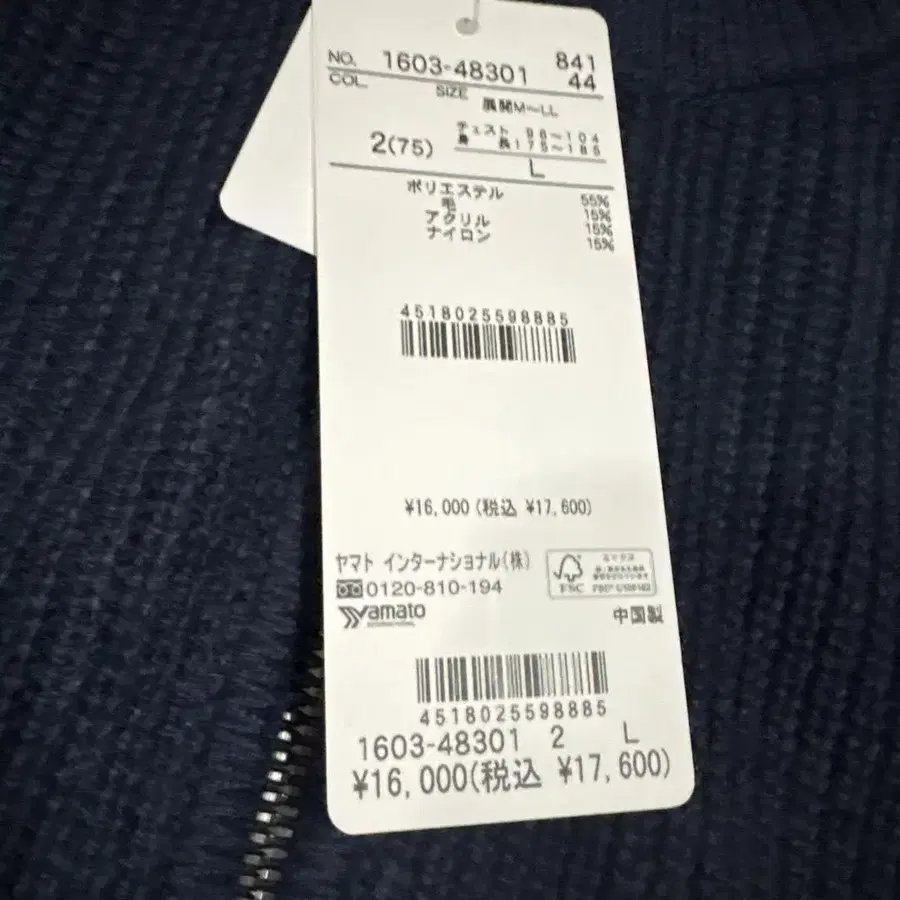 NO. 1603-48301 841
COL. 44
SIZE 展開M〜LL
2(75) チェスト 96〜104
身長175〜185
L
ポリエステル 55%
毛 15%
アクリル 15%
ナイロン 15%
4518025598885
¥16,000 (税込 ¥17,600)
ヤマト インターナショナル(株)
0120-810-194
Yamato
FSC
ミックス
中国製
4518025598885
1603-48301 2 L
¥16,000(税込 ¥17,600)